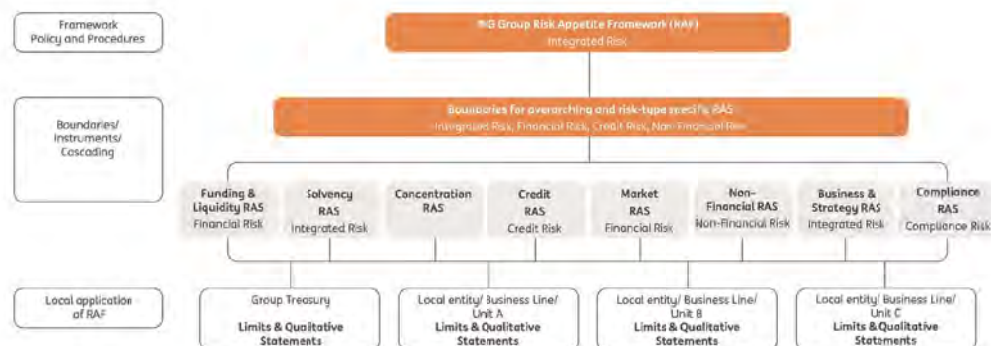 Framework
Policy and Procedures
ING Group Risk Appetite Framework (RAF)
Integrated Risk
Boundaries/
Instruments/
Cascading
Boundaries for overarching and risk-type specific RAS
Integrated Risk, Financial Risk, Credit Risk, Non-Financial Risk
Funding &
Liquidity RAS
Financial Risk
Solvency
RAS
Integrated Risk
Concentration
RAS
Credit
RAS
Credit Risk
Market
RAS
Financial Risk
Non-
Financial RAS
Non-Financial Risk
Business &
Strategy RAS
Integrated Risk
Compliance
RAS
Compliance Risk
Local application
of RAF
Group Treasury
Limits & Qualitative
Statements
Local entity/ Business Line/
Unit A
Limits & Qualitative
Statements
Local entity/ Business Line/
Unit B
Limits & Qualitative
Statements
Local entity/ Business Line/
Unit C
Limits & Qualitative
Statements